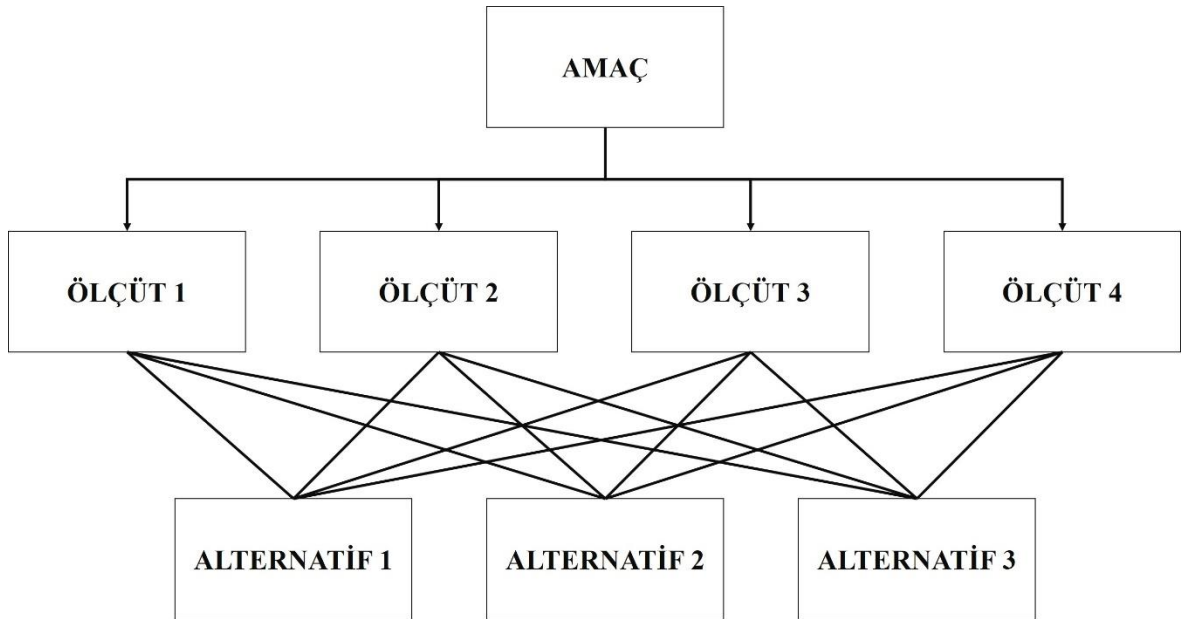 AMAÇ
ÖLÇÜT 1
ÖLÇÜT 2
ÖLÇÜT 3
ÖLÇÜT 4
ALTERNATİF 1
ALTERNATİF 2
ALTERNATİF 3